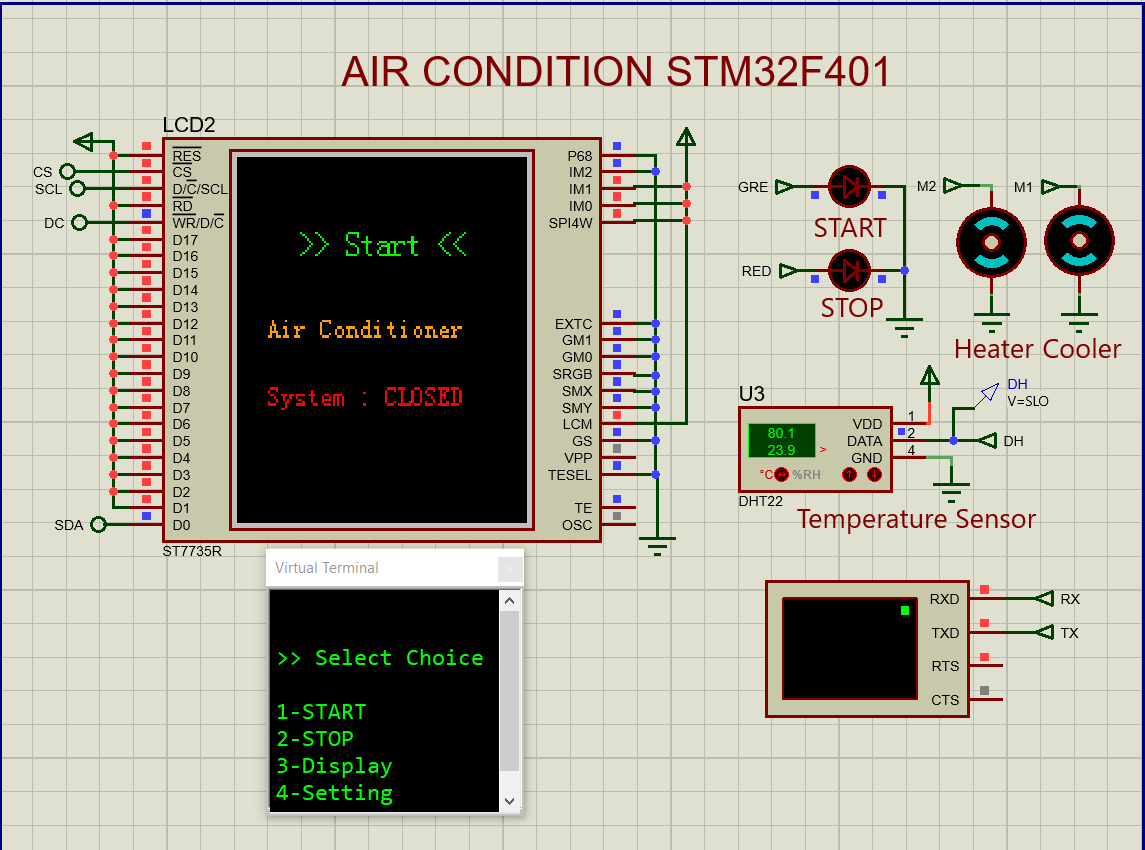 AIR CONDITION STM32F401
LCD2
RES
CS
D/C/SCL
RD
WR/D/C
D17
D16
D15
D14
D13
D12
D11
D10
D9
D8
D7
D6
D5
D4
D3
D2
D1
D0
CS
SCL
DC
SDA
ST7735R
>> Start <<
Air Conditioner
System : CLOSED
P68
IM2
IM1
IM0
SPI4W
EXTC
GM1
GM0
SRGB
SMX
SMY
LCM
GS
VPP
TESEL
TE
OSC
GRE
START
RED
STOP
M2
M1
Heater Cooler
U3
80.1
23.9
>
°C
%RH
VDD
DATA
GND
1
2
4
DH
V=SLO
DH
DHT22
Temperature Sensor
Virtual Terminal
>> Select Choice
1-START
2-STOP
3-Display
4-Setting
RXD
TXD
RTS
CTS
RX
TX